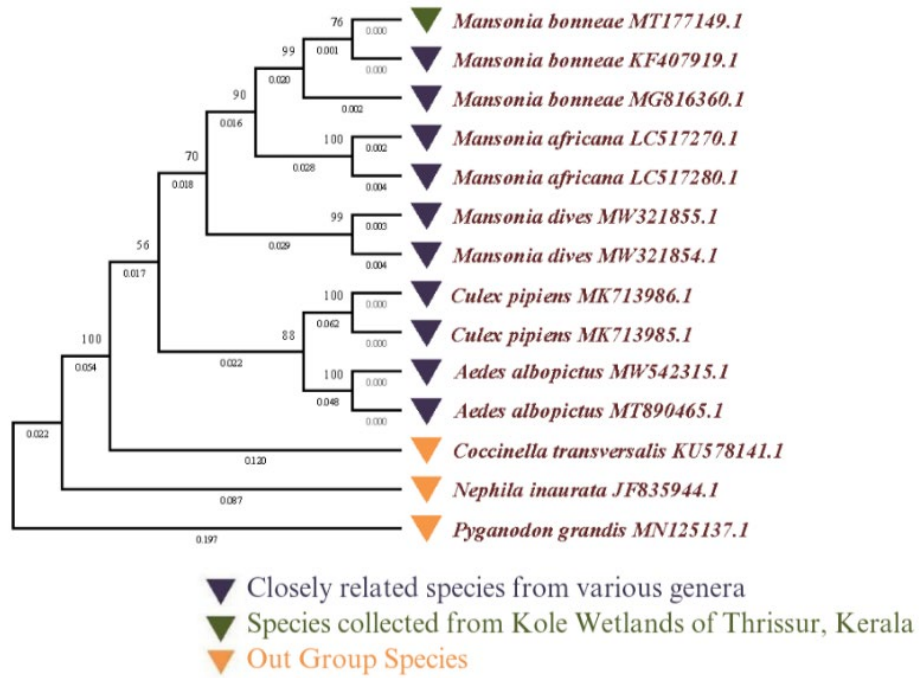 76
0.000
Mansonia bonneae MT177149.1
99
0.001
0.000
Mansonia bonneae KF407919.1
90
0.020
0.002
Mansonia bonneae MG816360.1
0.016
100
0.002
Mansonia africana LC517270.1
70
0.028
0.004
Mansonia africana LC517280.1
0.018
99
0.003
Mansonia dives MW321855.1
56
0.029
0.004
Mansonia dives MW321854.1
0.017
100
0.000
Culex pipiens MK713986.1
88
0.062
0.000
Culex pipiens MK713985.1
100
0.022
100
0.000
Aedes albopictus MW542315.1
0.054
0.048
0.000
Aedes albopictus MT890465.1
0.022
0.120
Coccinella transversalis KU578141.1
0.087
Nephila inaurata JF835944.1
0.197
Pyganodon grandis MN125137.1
Closely related species from various genera
Species collected from Kole Wetlands of Thrissur, Kerala
Out Group Species